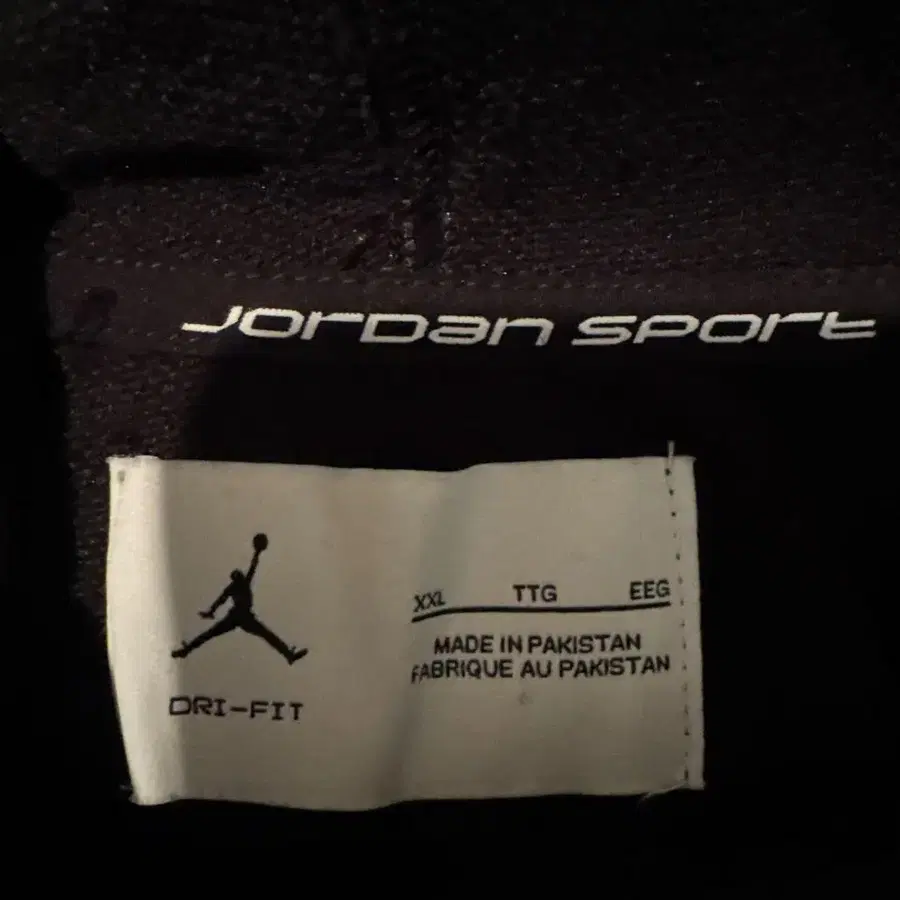 Jordan Sport
XXL TTG EEG
MADE IN PAKISTAN
FABRIQUE AU PAKISTAN
DRI-FIT